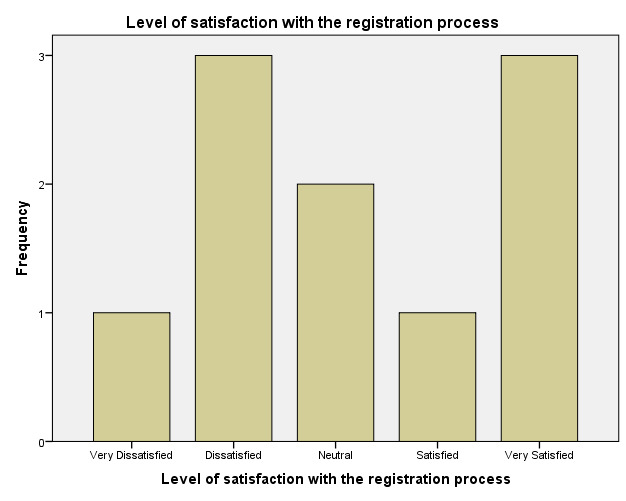 Level of satisfaction with the registration process
3
2
1
0
Frequency
Very Dissatisfied
Dissatisfied
Neutral
Satisfied
Very Satisfied
Level of satisfaction with the registration process